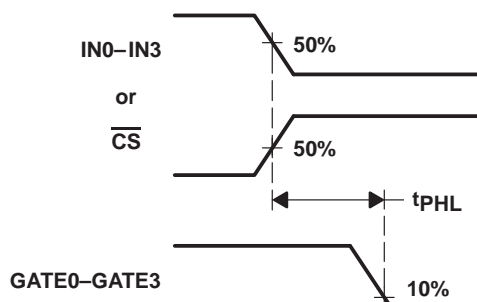 IN0–IN3
50%
or
CS
50%
tPHL
GATE0–GATE3
10%